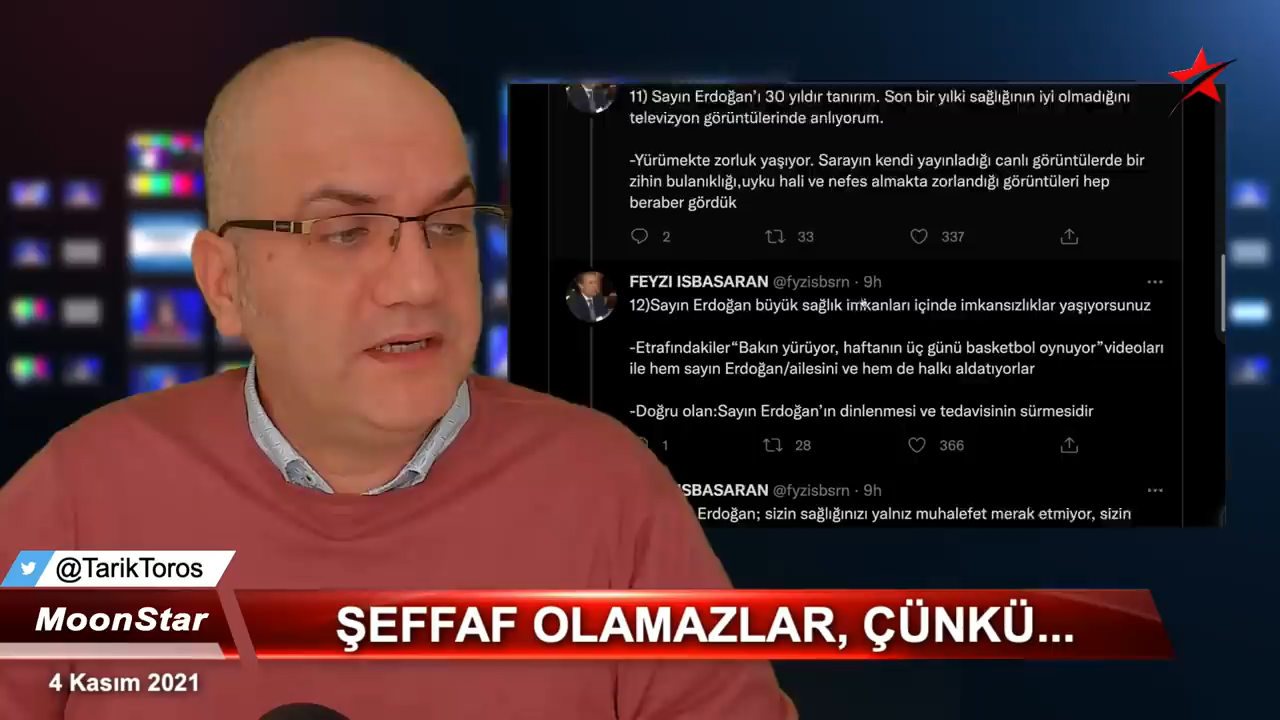 11) Sayın Erdoğan'ı 30 yıldır tanırım. Son bir yılki sağlığının iyi olmadığını
televizyon görüntülerinde anlıyorum.
-Yürümekte zorluk yaşıyor. Sarayın kendi yayınladığı canlı görüntülerde bir
zihin bulanıklığı,uyku hali ve nefes almakta zorlandığı görüntüleri hep
beraber gördük
2 33 337
FEYZI ISBASARAN @fyzisbsrn · 9h
12)Sayın Erdoğan büyük sağlık imkanları içinde imkansızlıklar yaşıyorsunuz
-Etrafındakiler“Bakın yürüyor, haftanın üç günü basketbol oynuyor”videoları
ile hem sayın Erdoğan/ailesini ve hem de halkı aldatıyorlar
-Doğru olan:Sayın Erdoğan'ın dinlenmesi ve tedavisinin sürmesidir
1 28 366
SBASARAN @fyzisbsrn · 9h
Erdoğan; sizin sağlığınızı yalnız muhalefet merak etmiyor, sizin
@TarikToros
MoonStar
ŞEFFAF OLAMAZLAR, ÇÜNKÜ...
4 Kasım 2021